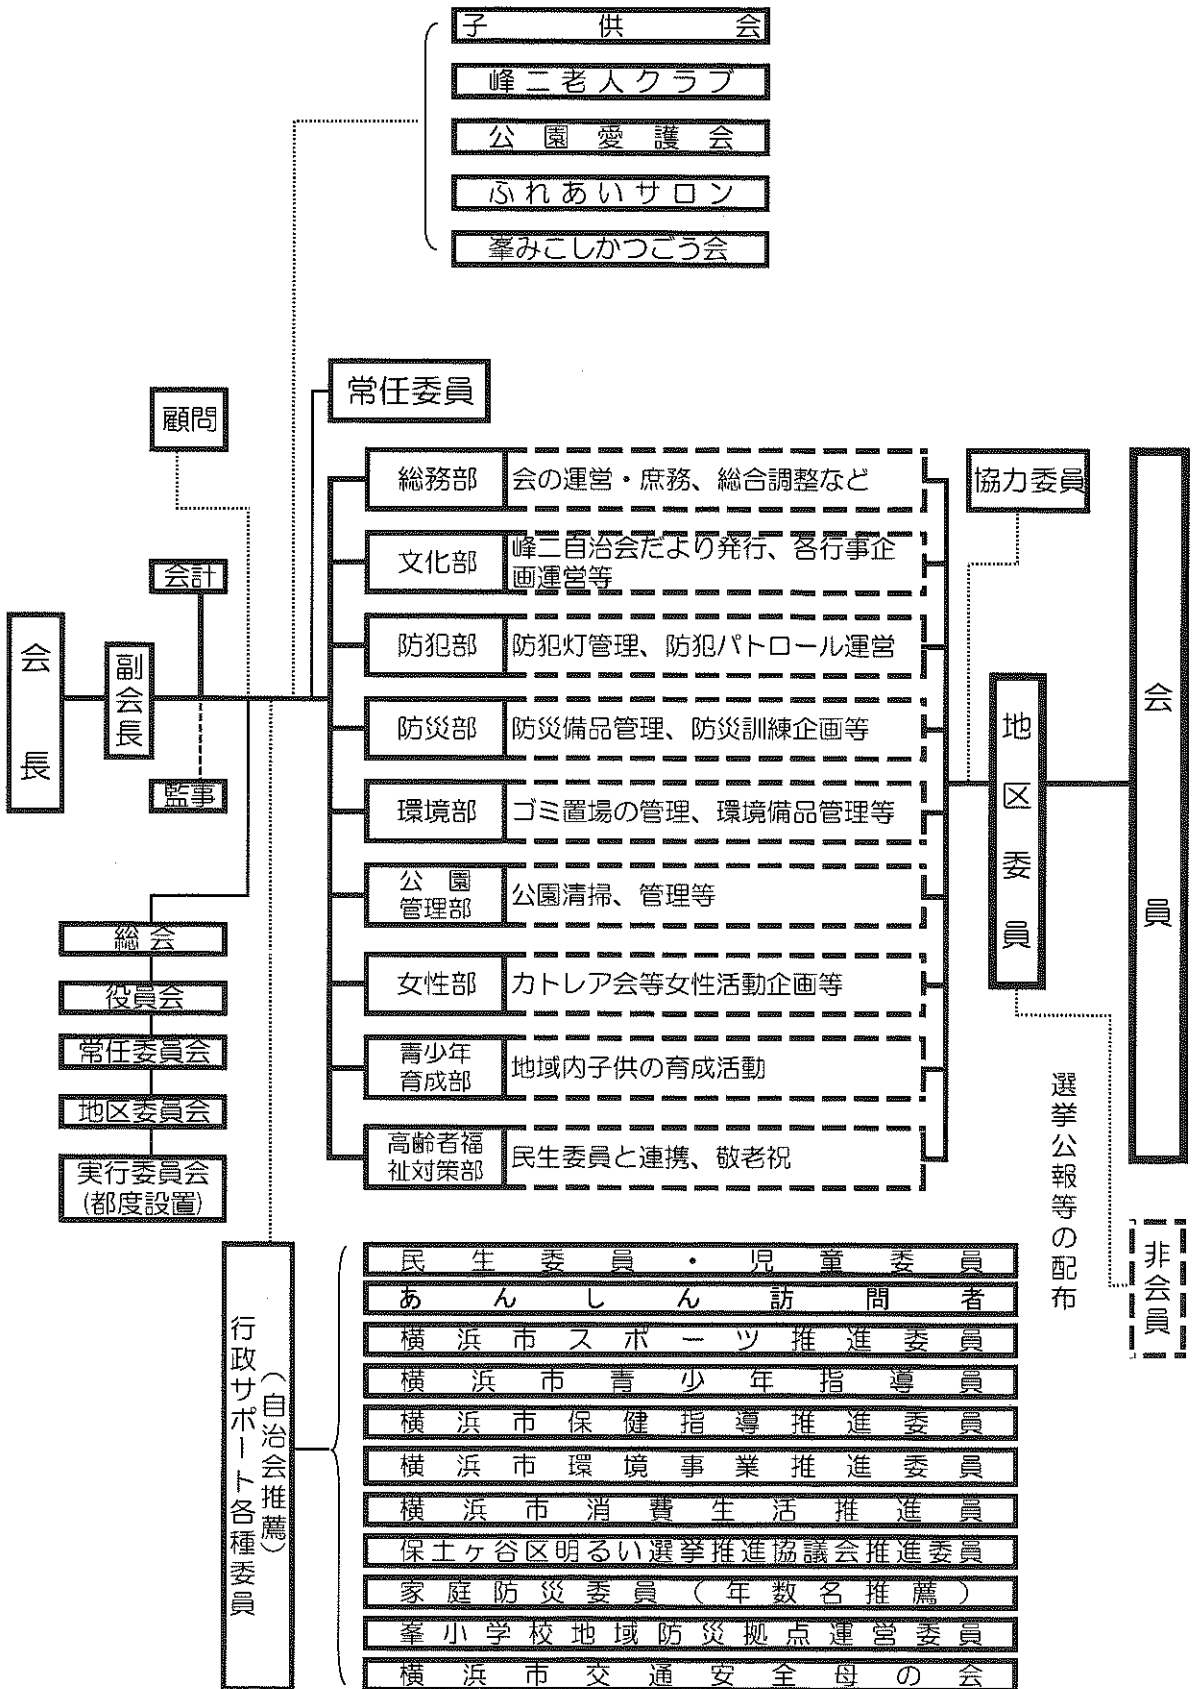 子供会
峰二老人クラブ
公園愛護会
ふれあいサロン
峯みこしかつごう会
常任委員
顧問
会計
会長
副会長
監事
総会
役員会
常任委員会
地区委員会
実行委員会
(都度設置)
総務部
会の運営・庶務、総合調整など
文化部
峰二自治会だより発行、各行事企
画運営等
防犯部
防犯灯管理、防犯パトロール運営
防災部
防災備品管理、防災訓練企画等
環境部
ゴミ置場の管理、環境備品管理等
公園
管理部
公園清掃、管理等
女性部
カトレア会等女性活動企画等
青少年
育成部
地域内子供の育成活動
高齢者福
祉対策部
民生委員と連携、敬老祝
協力委員
地区委員
会員
選挙公報等の配布
非会員
(自治会推薦)
行政サポート各種委員
民生委員・児童委員
あんしん訪問者
横浜市スポーツ推進委員
横浜市青少年指導員
横浜市保健指導推進委員
横浜市環境事業推進委員
横浜市消費生活推進員
保土ヶ谷区明るい選挙推進協議会推進委員
家庭防災委員(年数名推薦)
峯小学校地域防災拠点運営委員
横浜市交通安全母の会